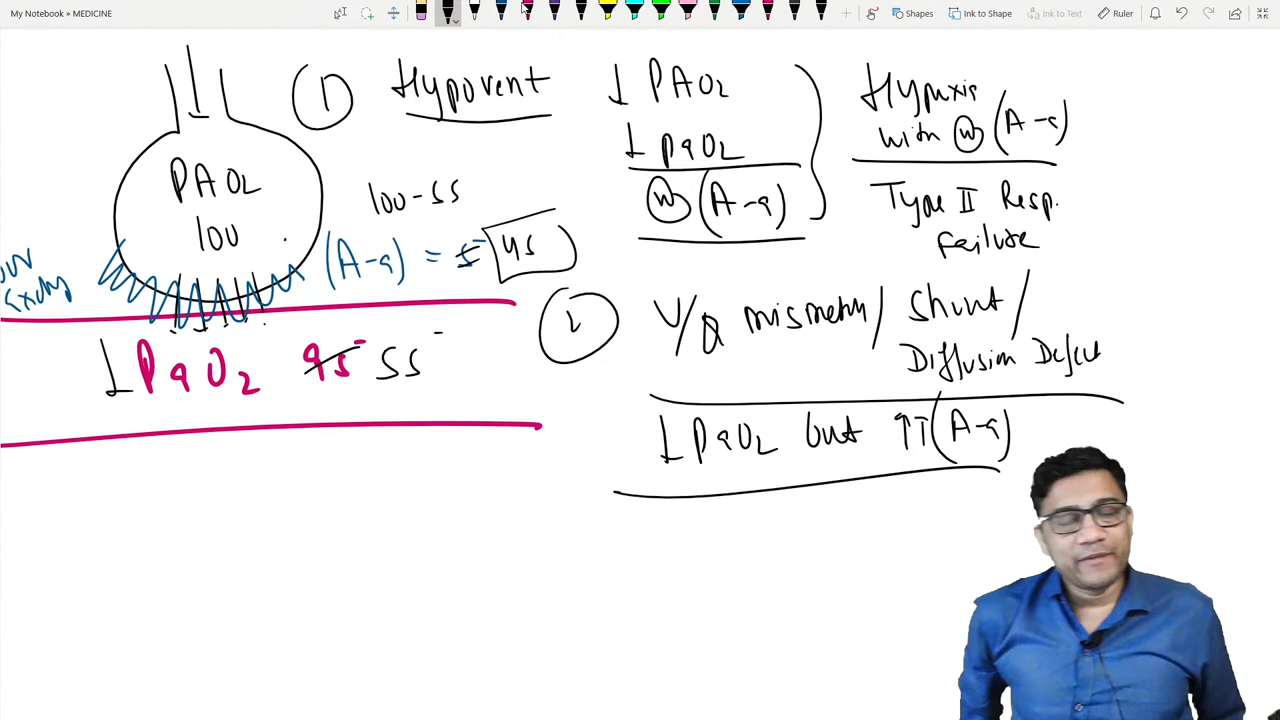 My Notebook » MEDICINE
Shapes
Ink to Shape
Ink to Text
Ruler
① Hypovent
↓ PAO2
↓ PaO2
Ⓝ (A-a)
Hypoxia
with Ⓝ (A-a)
Type II Resp.
failure
PAO2
100
100-55
(A-a) = 5 45
↓ PaO2 95 55
② V/Q mismatch/ Shunt/
Diffusion Defect
↓ PaO2 but ↑↑ (A-a)